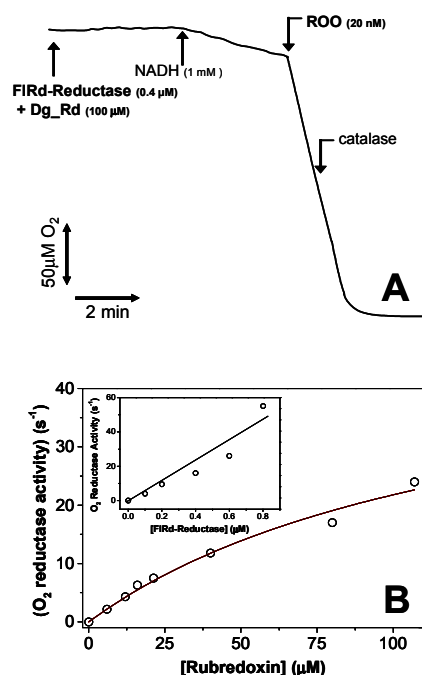 A
ROO (20 nM)
NADH (1 mM )
FlRd-Reductase (0.4 μM)
+ Dg_Rd (100 μM)
catalase
50μM O2
2 min
B
(O2 reductase activity) (s-1)
40
30
20
10
0
0 25 50 75 100
[Rubredoxin] (μM)
O2 Reductase Activity (s-1)
60
40
20
0
0.0 0.2 0.4 0.6 0.8
[FlRd-Reductase] (μM)